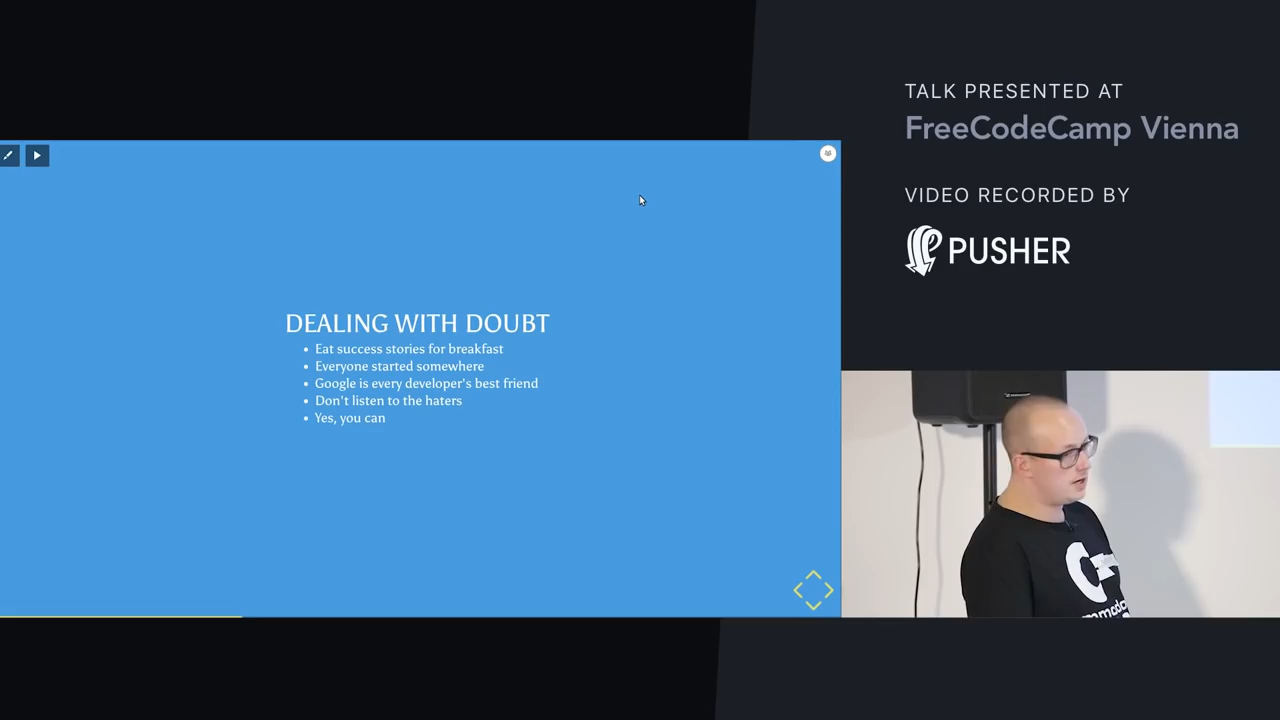 TALK PRESENTED AT
FreeCodeCamp Vienna
VIDEO RECORDED BY
PUSHER
DEALING WITH DOUBT
• Eat success stories for breakfast
• Everyone started somewhere
• Google is every developer's best friend
• Don't listen to the haters
• Yes, you can